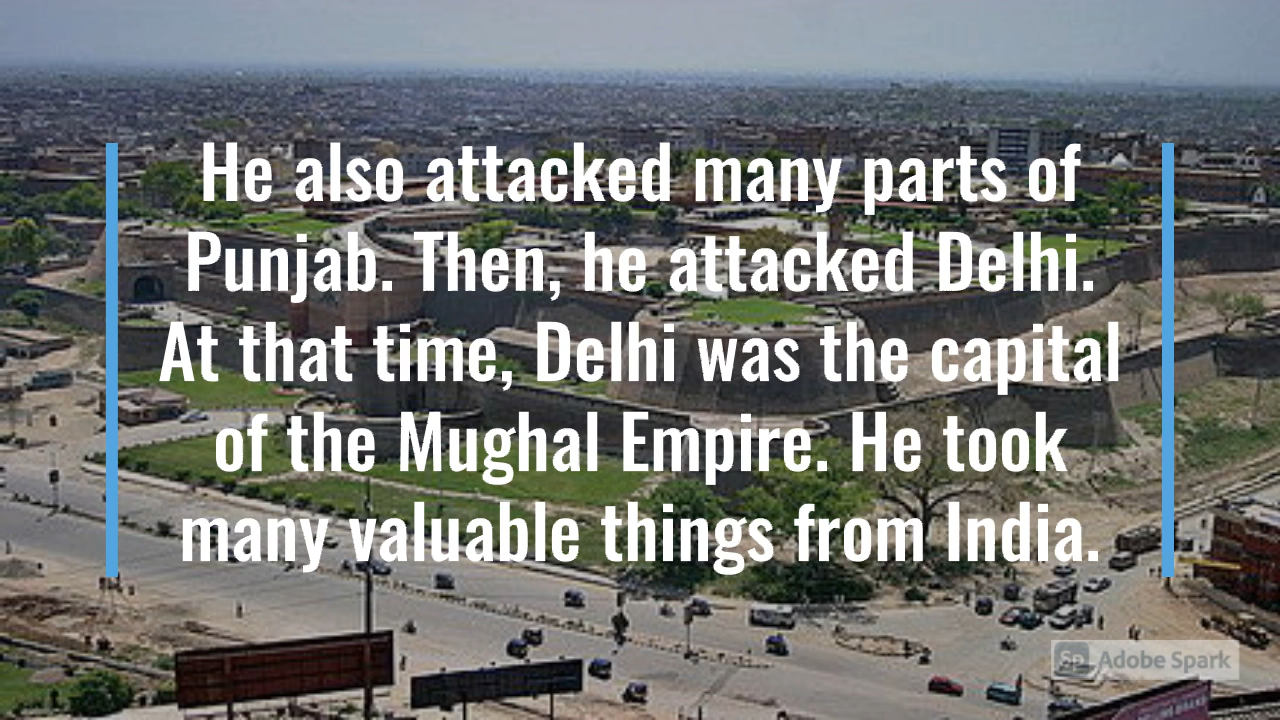 He also attacked many parts of
Punjab. Then, he attacked Delhi.
At that time, Delhi was the capital
of the Mughal Empire. He took
many valuable things from India.
Sp Adobe Spark